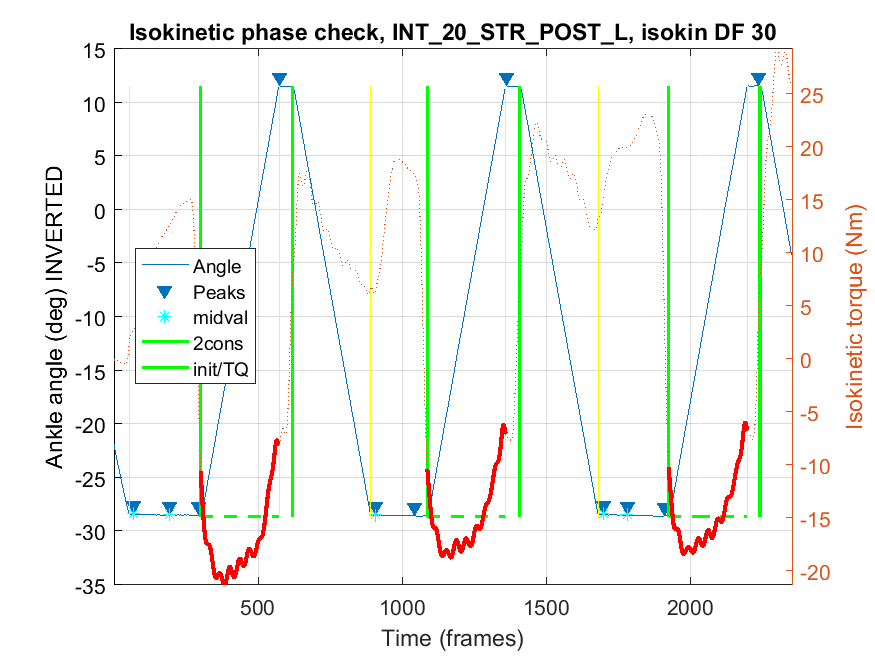 Isokinetic phase check, INT_20_STR_POST_L, isokin DF 30
15
10
5
0
-5
-10
-15
-20
-25
-30
-35
Ankle angle (deg) INVERTED
Angle
Peaks
midval
2cons
init/TQ
25
20
15
10
5
0
-5
-10
-15
-20
Isokinetic torque (Nm)
500
1000
1500
2000
Time (frames)